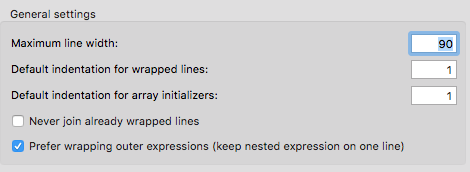 General settings
Maximum line width: 90
Default indentation for wrapped lines: 1
Default indentation for array initializers: 1
Never join already wrapped lines
Prefer wrapping outer expressions (keep nested expression on one line)